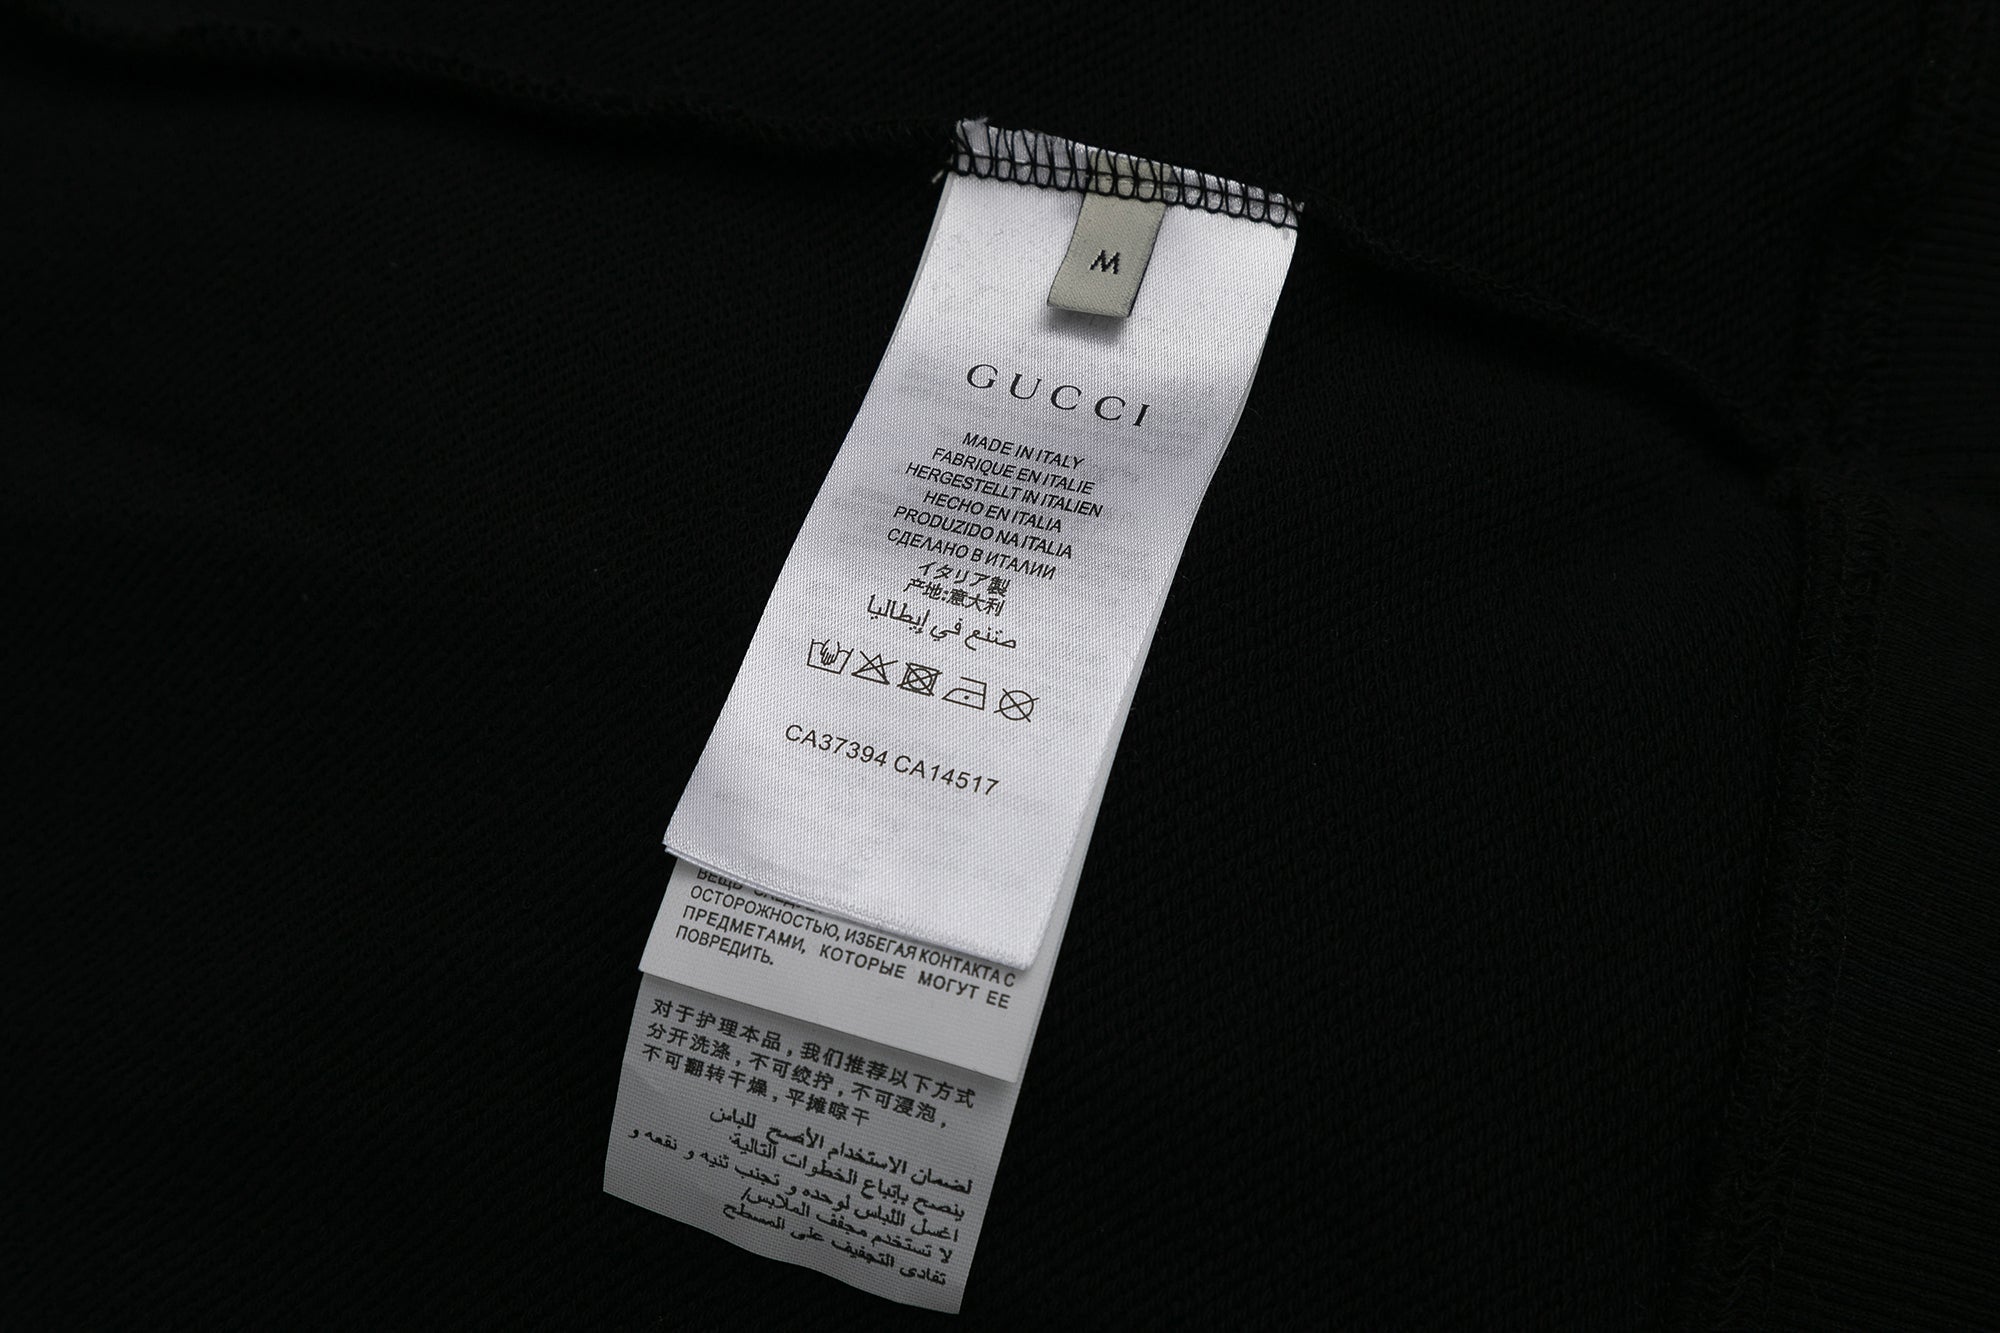 M
GUCCI
MADE IN ITALY
FABRIQUE EN ITALIE
HERGESTELLT IN ITALIEN
HECHO EN ITALIA
PRODUZIDO NA ITALIA
СДЕЛАНО В ИТАЛИИ
イタリア製
产地:意大利
صتنع في إيطاليا
CA37394 CA14517
ВЕЩЬ
ОСТОРОЖНОСТЬЮ, ИЗБЕГАЯ КОНТАКТА С
ПРЕДМЕТАМИ, КОТОРЫЕ МОГУТ ЕЕ
ПОВРЕДИТЬ.
对于护理本品，我们推荐以下方式
分开洗涤，不可绞拧，不可浸泡，
不可翻转干燥，平摊晾干
لضمان الاستخدام الأصح للبامن
ينصح بإتباع الخطوات التالية:
اغسل اللباس لوحده و تجنب ثنيه و نقعه و
لا تستخدم مجفف الملابس/
تفادى التجفيف على المسطح